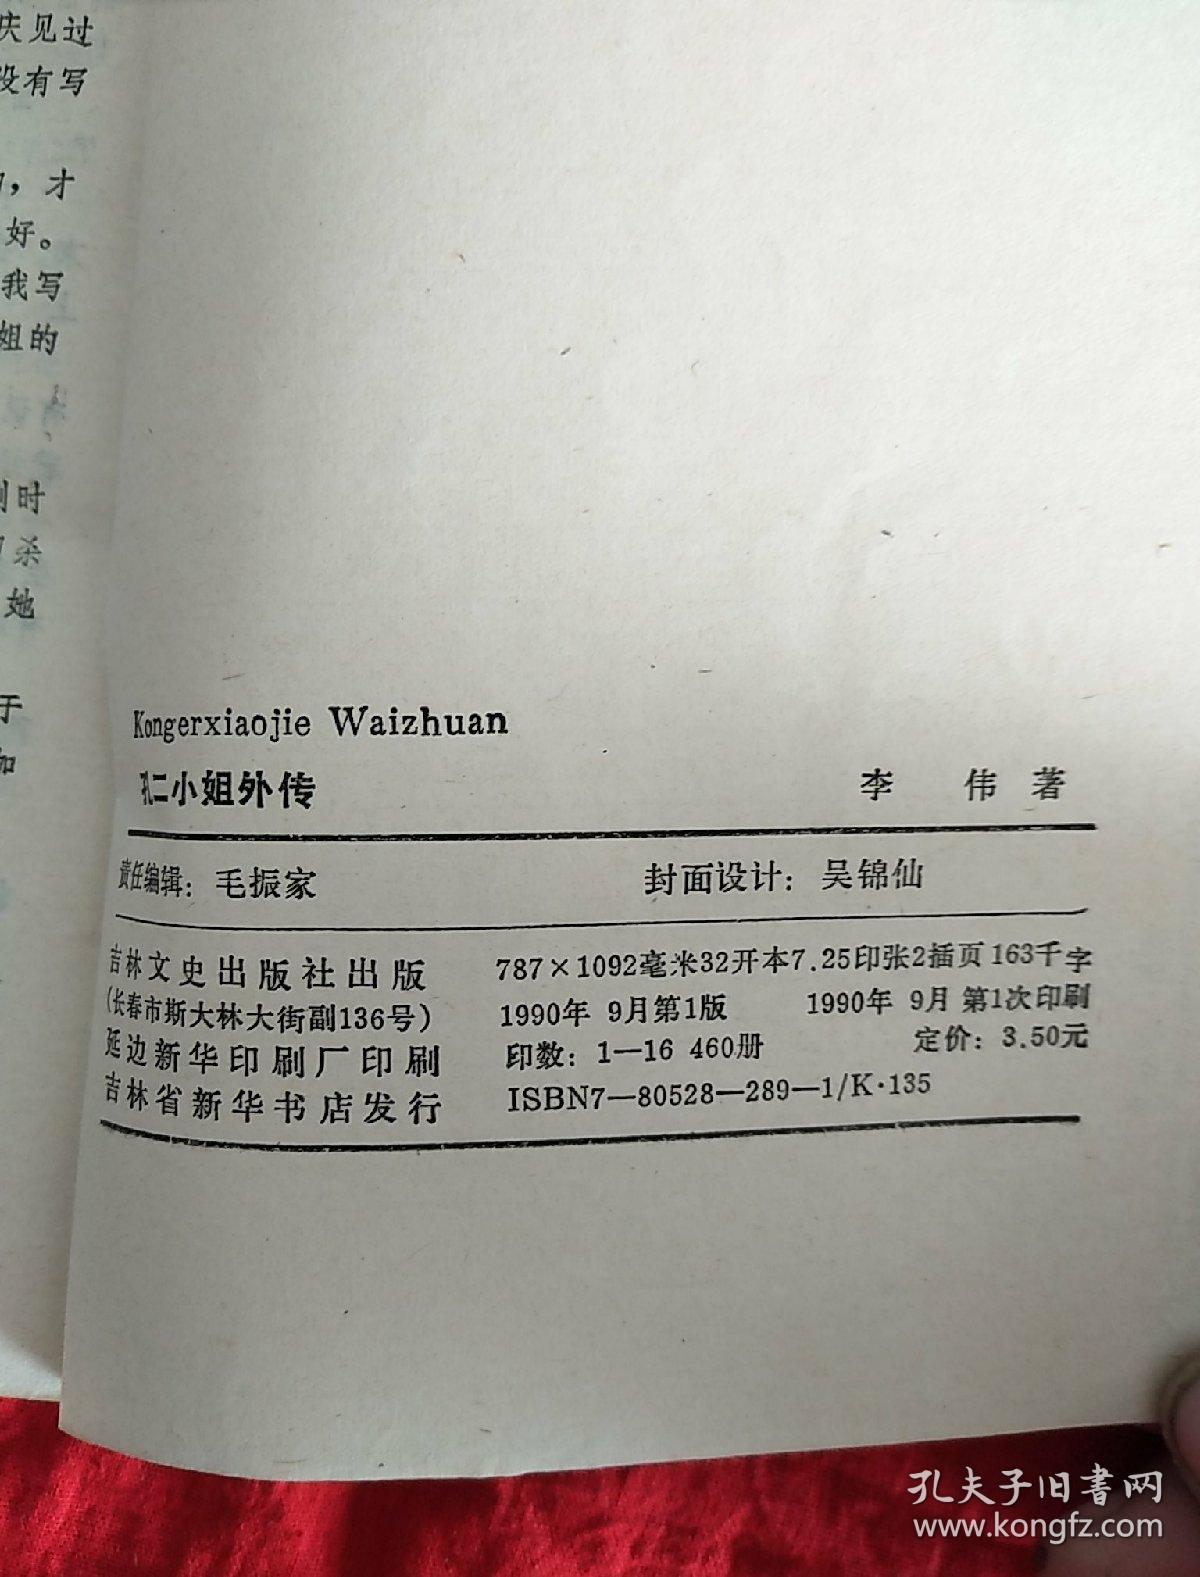 庆见过
没有写
，才
好。
我写
姐的
时
杀
她
于
加
Kongerxiaojie Waizhuan
孔二小姐外传 李 伟 著
责任编辑：毛振家 封面设计：吴锦仙
吉林文史出版社出版 787×1092毫米32开本7.25印张2插页163千字
(长春市斯大林大街副136号) 1990年 9月第1版 1990年 9月 第1次印刷
延边新华印刷厂印刷 印数：1—16 460册 定价：3.50元
吉林省新华书店发行 ISBN7—80528—289—1/K·135
孔夫子旧书网
www.kongfz.com